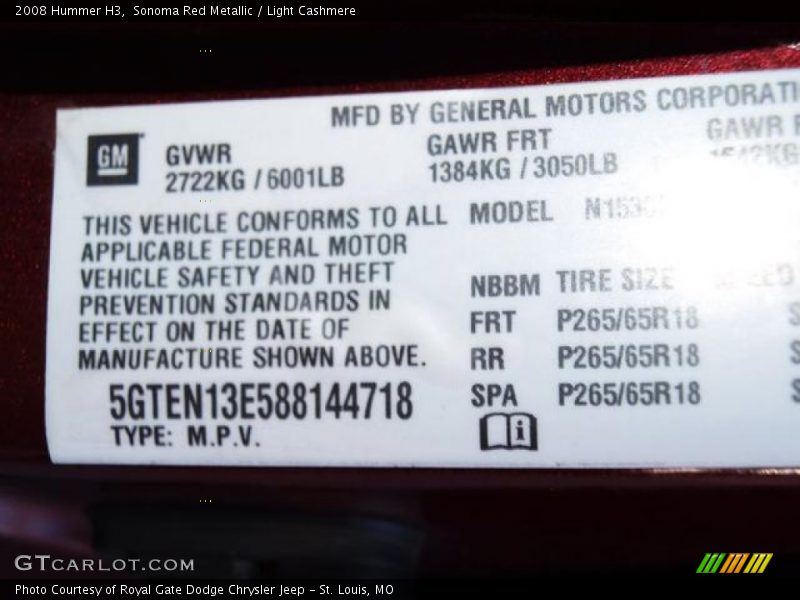 2008 Hummer H3,  Sonoma Red Metallic / Light Cashmere
MFD BY GENERAL MOTORS
GM
GVWR
2722KG / 6001LB
GAWR FRT
1384KG / 3050LB
GAWR
THIS VEHICLE CONFORMS TO ALL
APPLICABLE FEDERAL MOTOR
VEHICLE SAFETY AND THEFT
PREVENTION STANDARDS IN
EFFECT ON THE DATE OF
MANUFACTURE SHOWN ABOVE.
5GTEN13E588144718
TYPE: M.P.V.
MODEL
NBBM TIRE SIZE
FRT P265/65R18
RR P265/65R18
SPA P265/65R18
GTCARLOT.COM
Photo Courtesy of Royal Gate Dodge Chrysler Jeep - St. Louis, MO